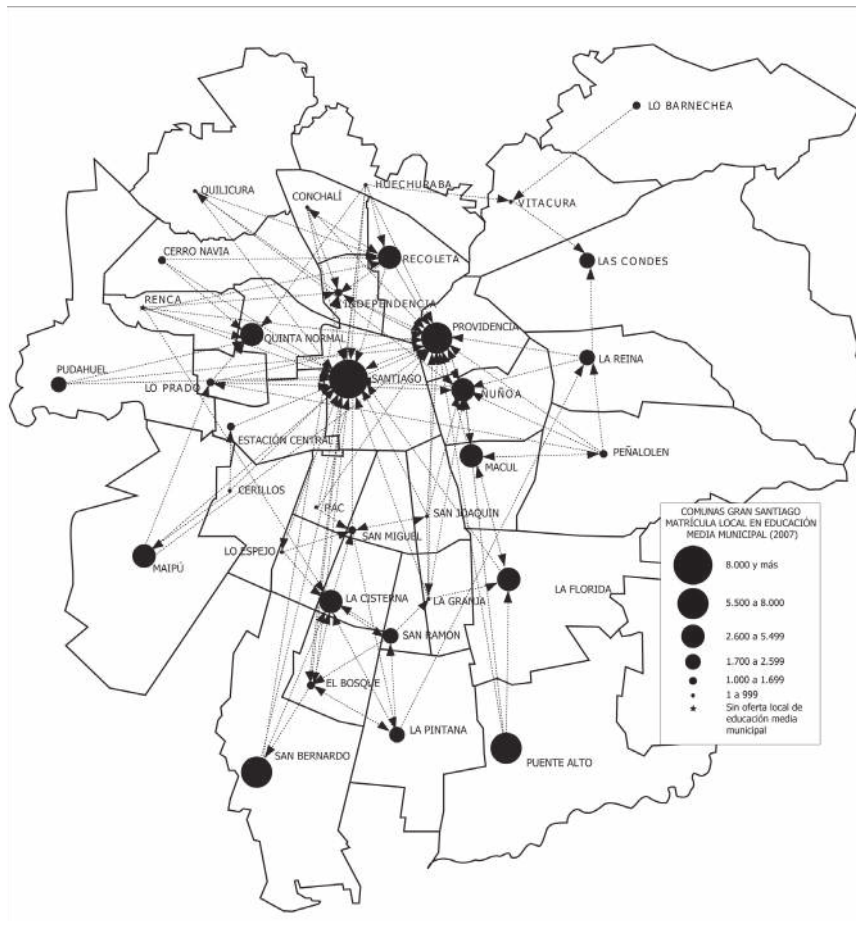 LO BARNECHEA
HUECHURABA
QUILICURA
CONCHALÍ
VITACURA
CERRO NAVIA
RECOLETA
LAS CONDES
RENCA
INDEPENDENCIA
PROVIDENCIA
QUINTA NORMAL
LA REINA
PUDAHUEL
LO PRADO
SANTIAGO
ÑUÑOA
ESTACIÓN CENTRAL
MACUL
PEÑALOLEN
CERILLOS
PAC
SAN JOAQUIN
SAN MIGUEL
LO ESPEJO
MAIPÚ
LA FLORIDA
LA CISTERNA
LA GRANJA
SAN RAMÓN
EL BOSQUE
LA PINTANA
SAN BERNARDO
PUENTE ALTO
COMUNAS GRAN SANTIAGO
MATRÍCULA LOCAL EN EDUCACIÓN
MEDIA MUNICIPAL (2007)
8.000 y más
5.500 a 8.000
2.600 a 5.499
1.700 a 2.599
1.000 a 1.699
1 a 999
Sin oferta local de
educación media
municipal